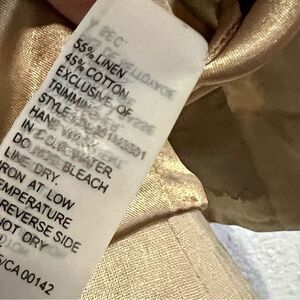 55% LINEN
45% COTTON
EXCLUSIVE OF
TRIMMING
STYLE
HAND WASH
IN COLD WATER
DO NOT BLEACH
LINE DRY.
IRON AT LOW
TEMPERATURE
REVERSE SIDE
NOT DRY
/CA 00142